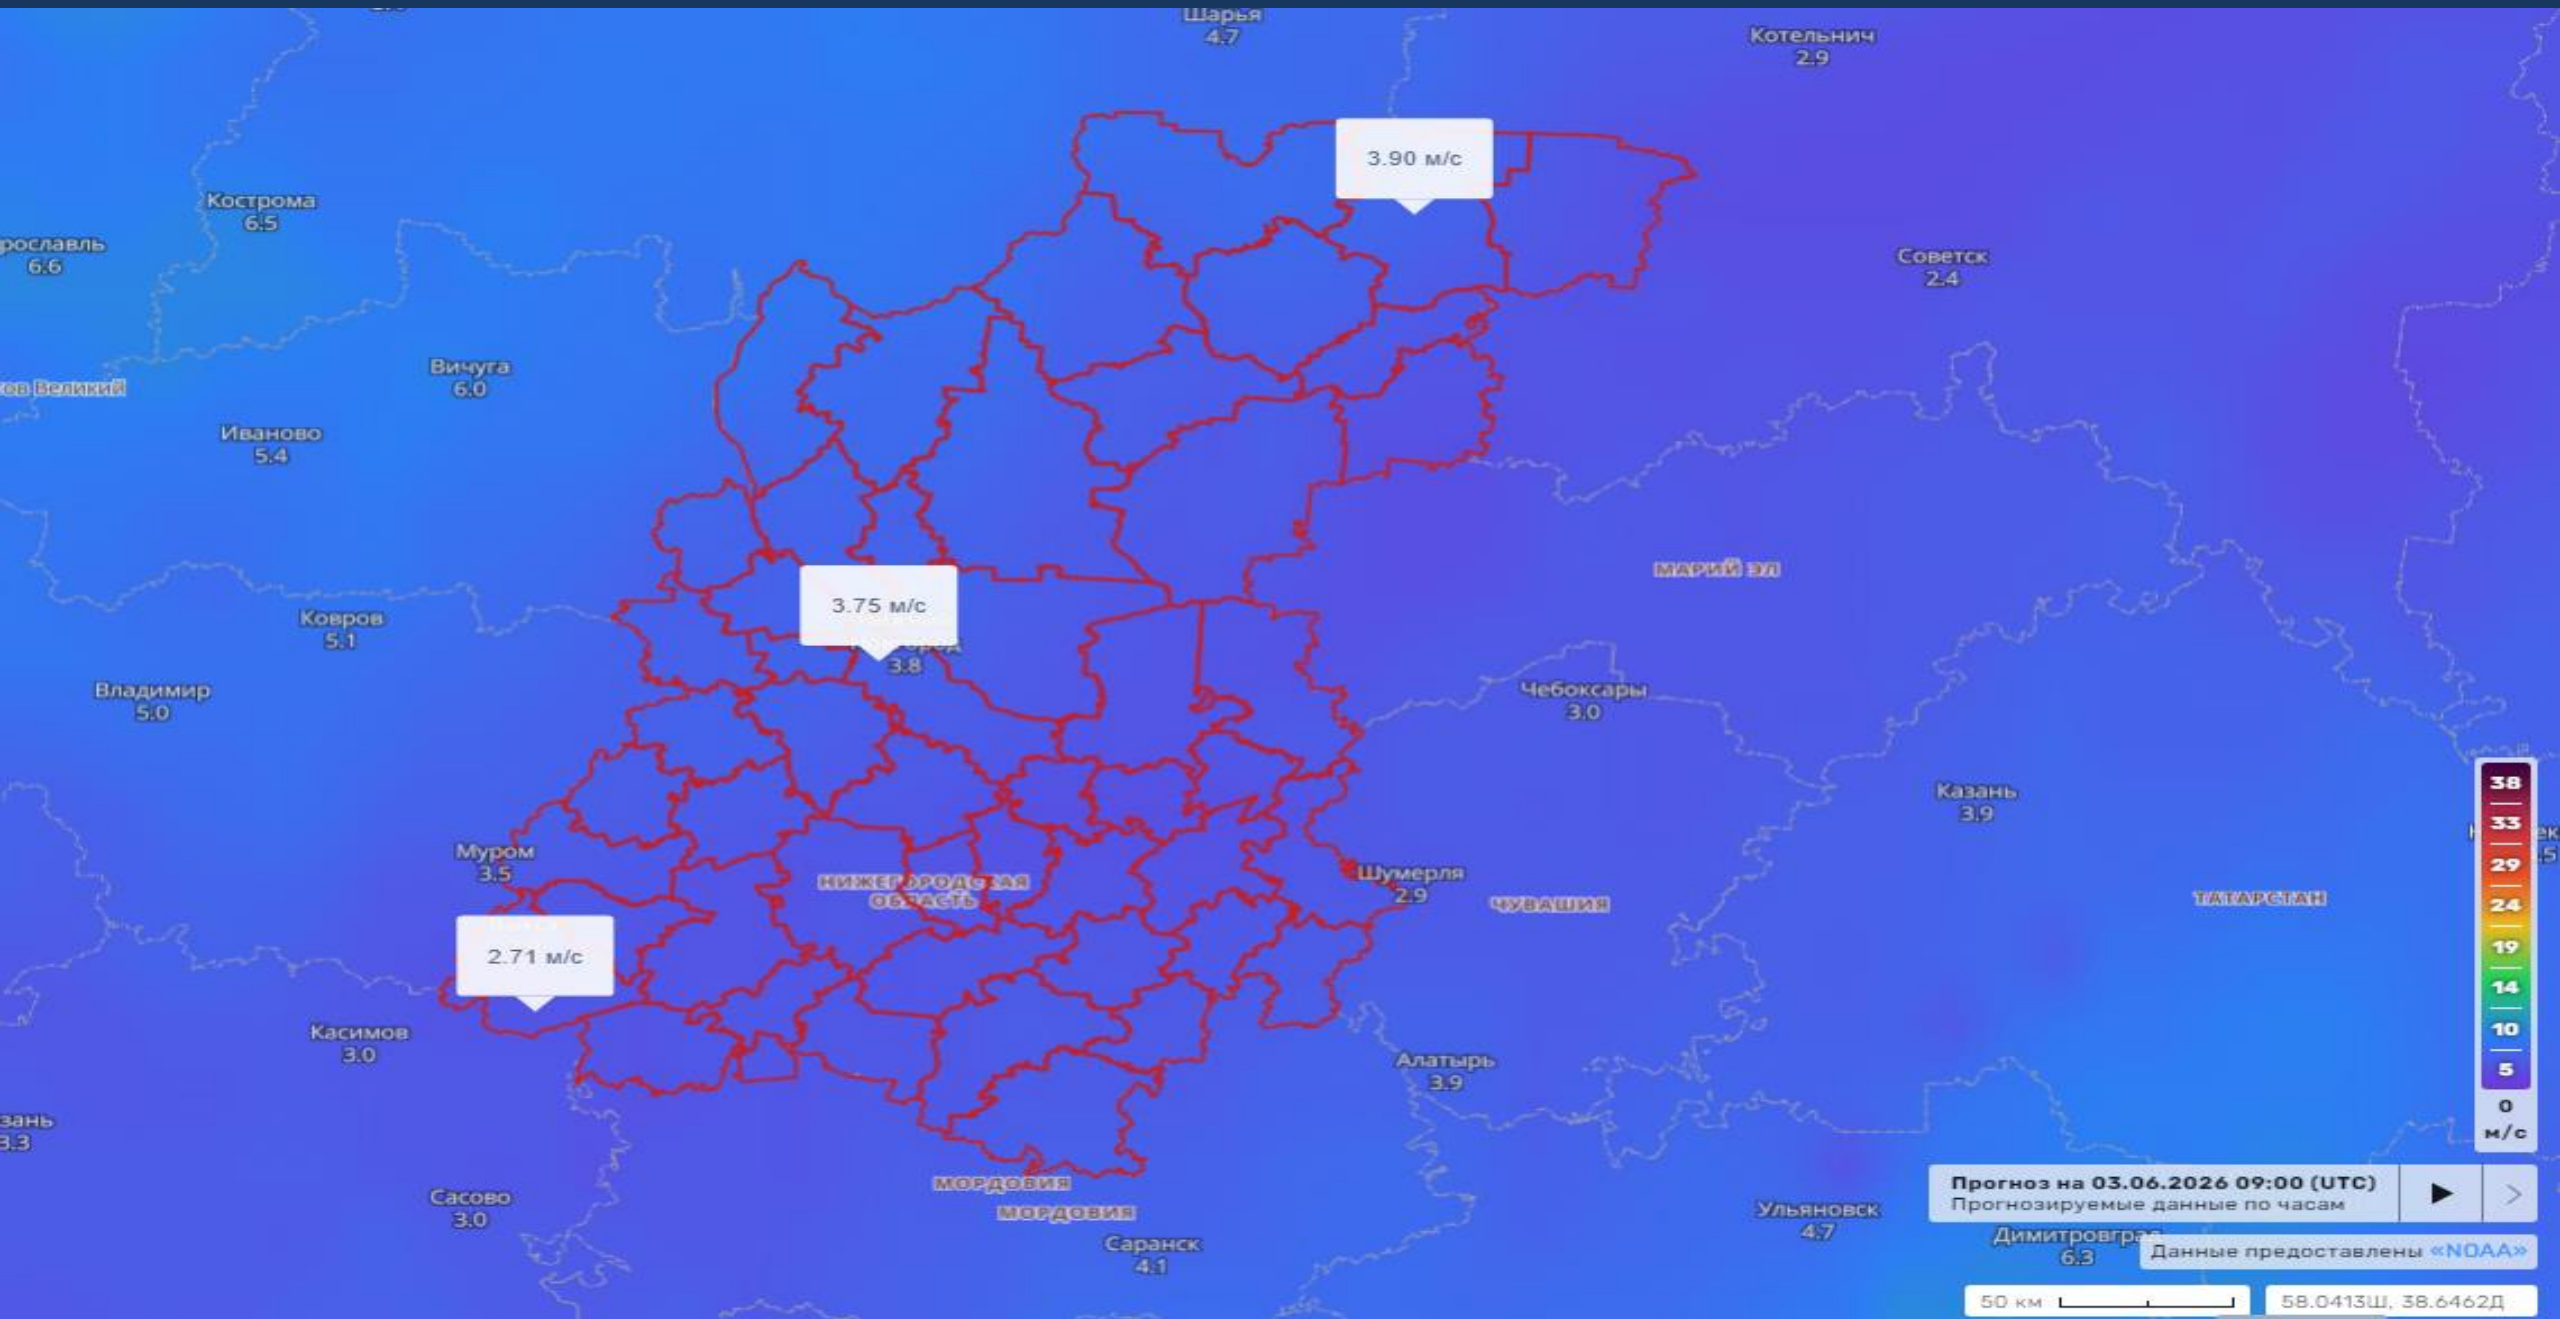 Шарья
4.7
Котельнич
2.9
3.90 м/с
Кострома
6.5
рославль
6.6
Советск
2.4
Вичуга
6.0
ов Великий
Иваново
5.4
МАРИЙ ЭЛ
3.75 м/с
3.8
Ковров
5.1
Владимир
5.0
Чебоксары
3.0
Казань
3.9
Муром
3.5
НИЖЕГОРОДСКАЯ
ОБЛАСТЬ
Шумерля
2.9
ЧУВАШИЯ
ТАТАРСТАН
2.71 м/с
Касимов
3.0
Алатырь
3.9
зань
3.3
Сасово
3.0
МОРДОВИЯ
МОРДОВИЯ
Саранск
4.1
Ульяновск
4.7
Димитровград
6.3
38
33
29
24
19
14
10
5
0
м/с
Прогноз на 03.06.2026 09:00 (UTC)
Прогнозируемые данные по часам
Данные предоставлены «NOAA»
50 км
58.0413Ш, 38.6462Д